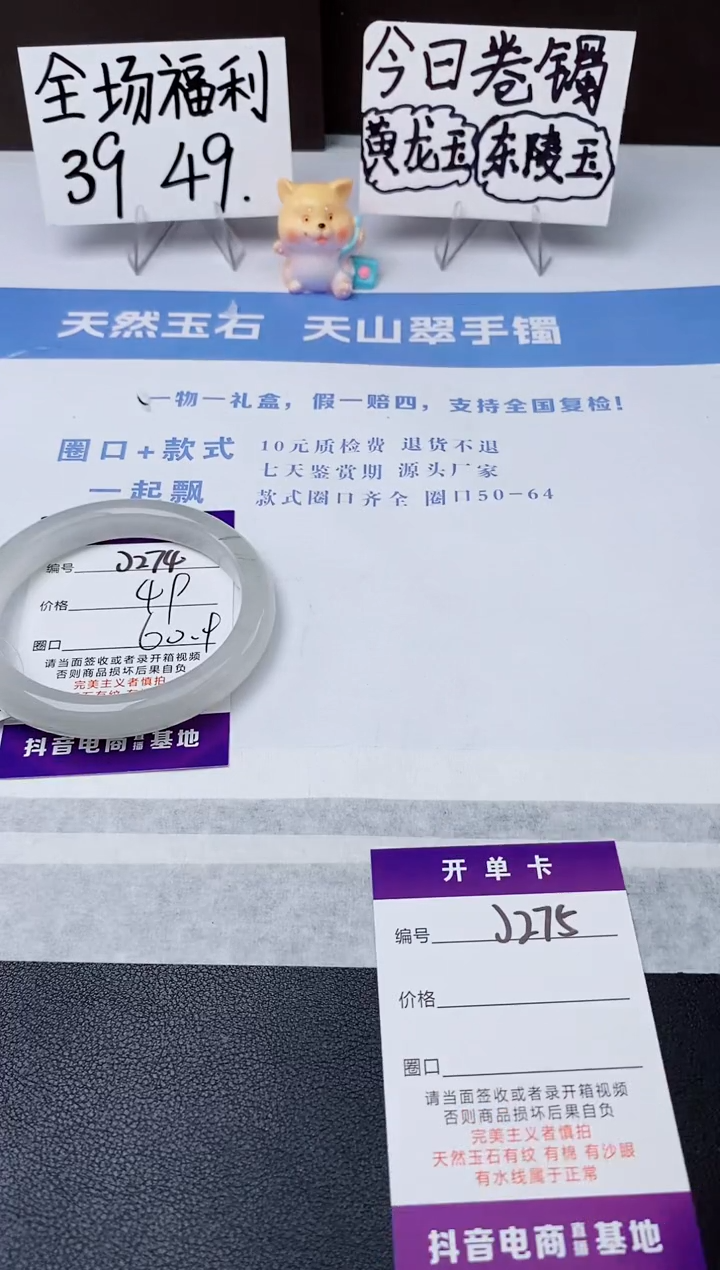 全场福利
39 49.
今日卷镯
黄龙玉 东陵玉
天然玉石 天山翠手镯
一物一礼盒，假一赔四，支持全国复检！
圈口+款式
一起飘
10元质检费 退货不退
七天鉴赏期 源头厂家
款式圈口齐全 圈口50-64
编号 J274
价格 49
圈口 60.9
请当面签收或者录开箱视频
否则商品损坏后果自负
完美主义者慎拍
抖音电商直播基地
开单卡
编号 J275
价格
圈口
请当面签收或者录开箱视频
否则商品损坏后果自负
完美主义者慎拍
天然玉石有纹 有棉 有沙眼
有水线属于正常
抖音电商直播基地